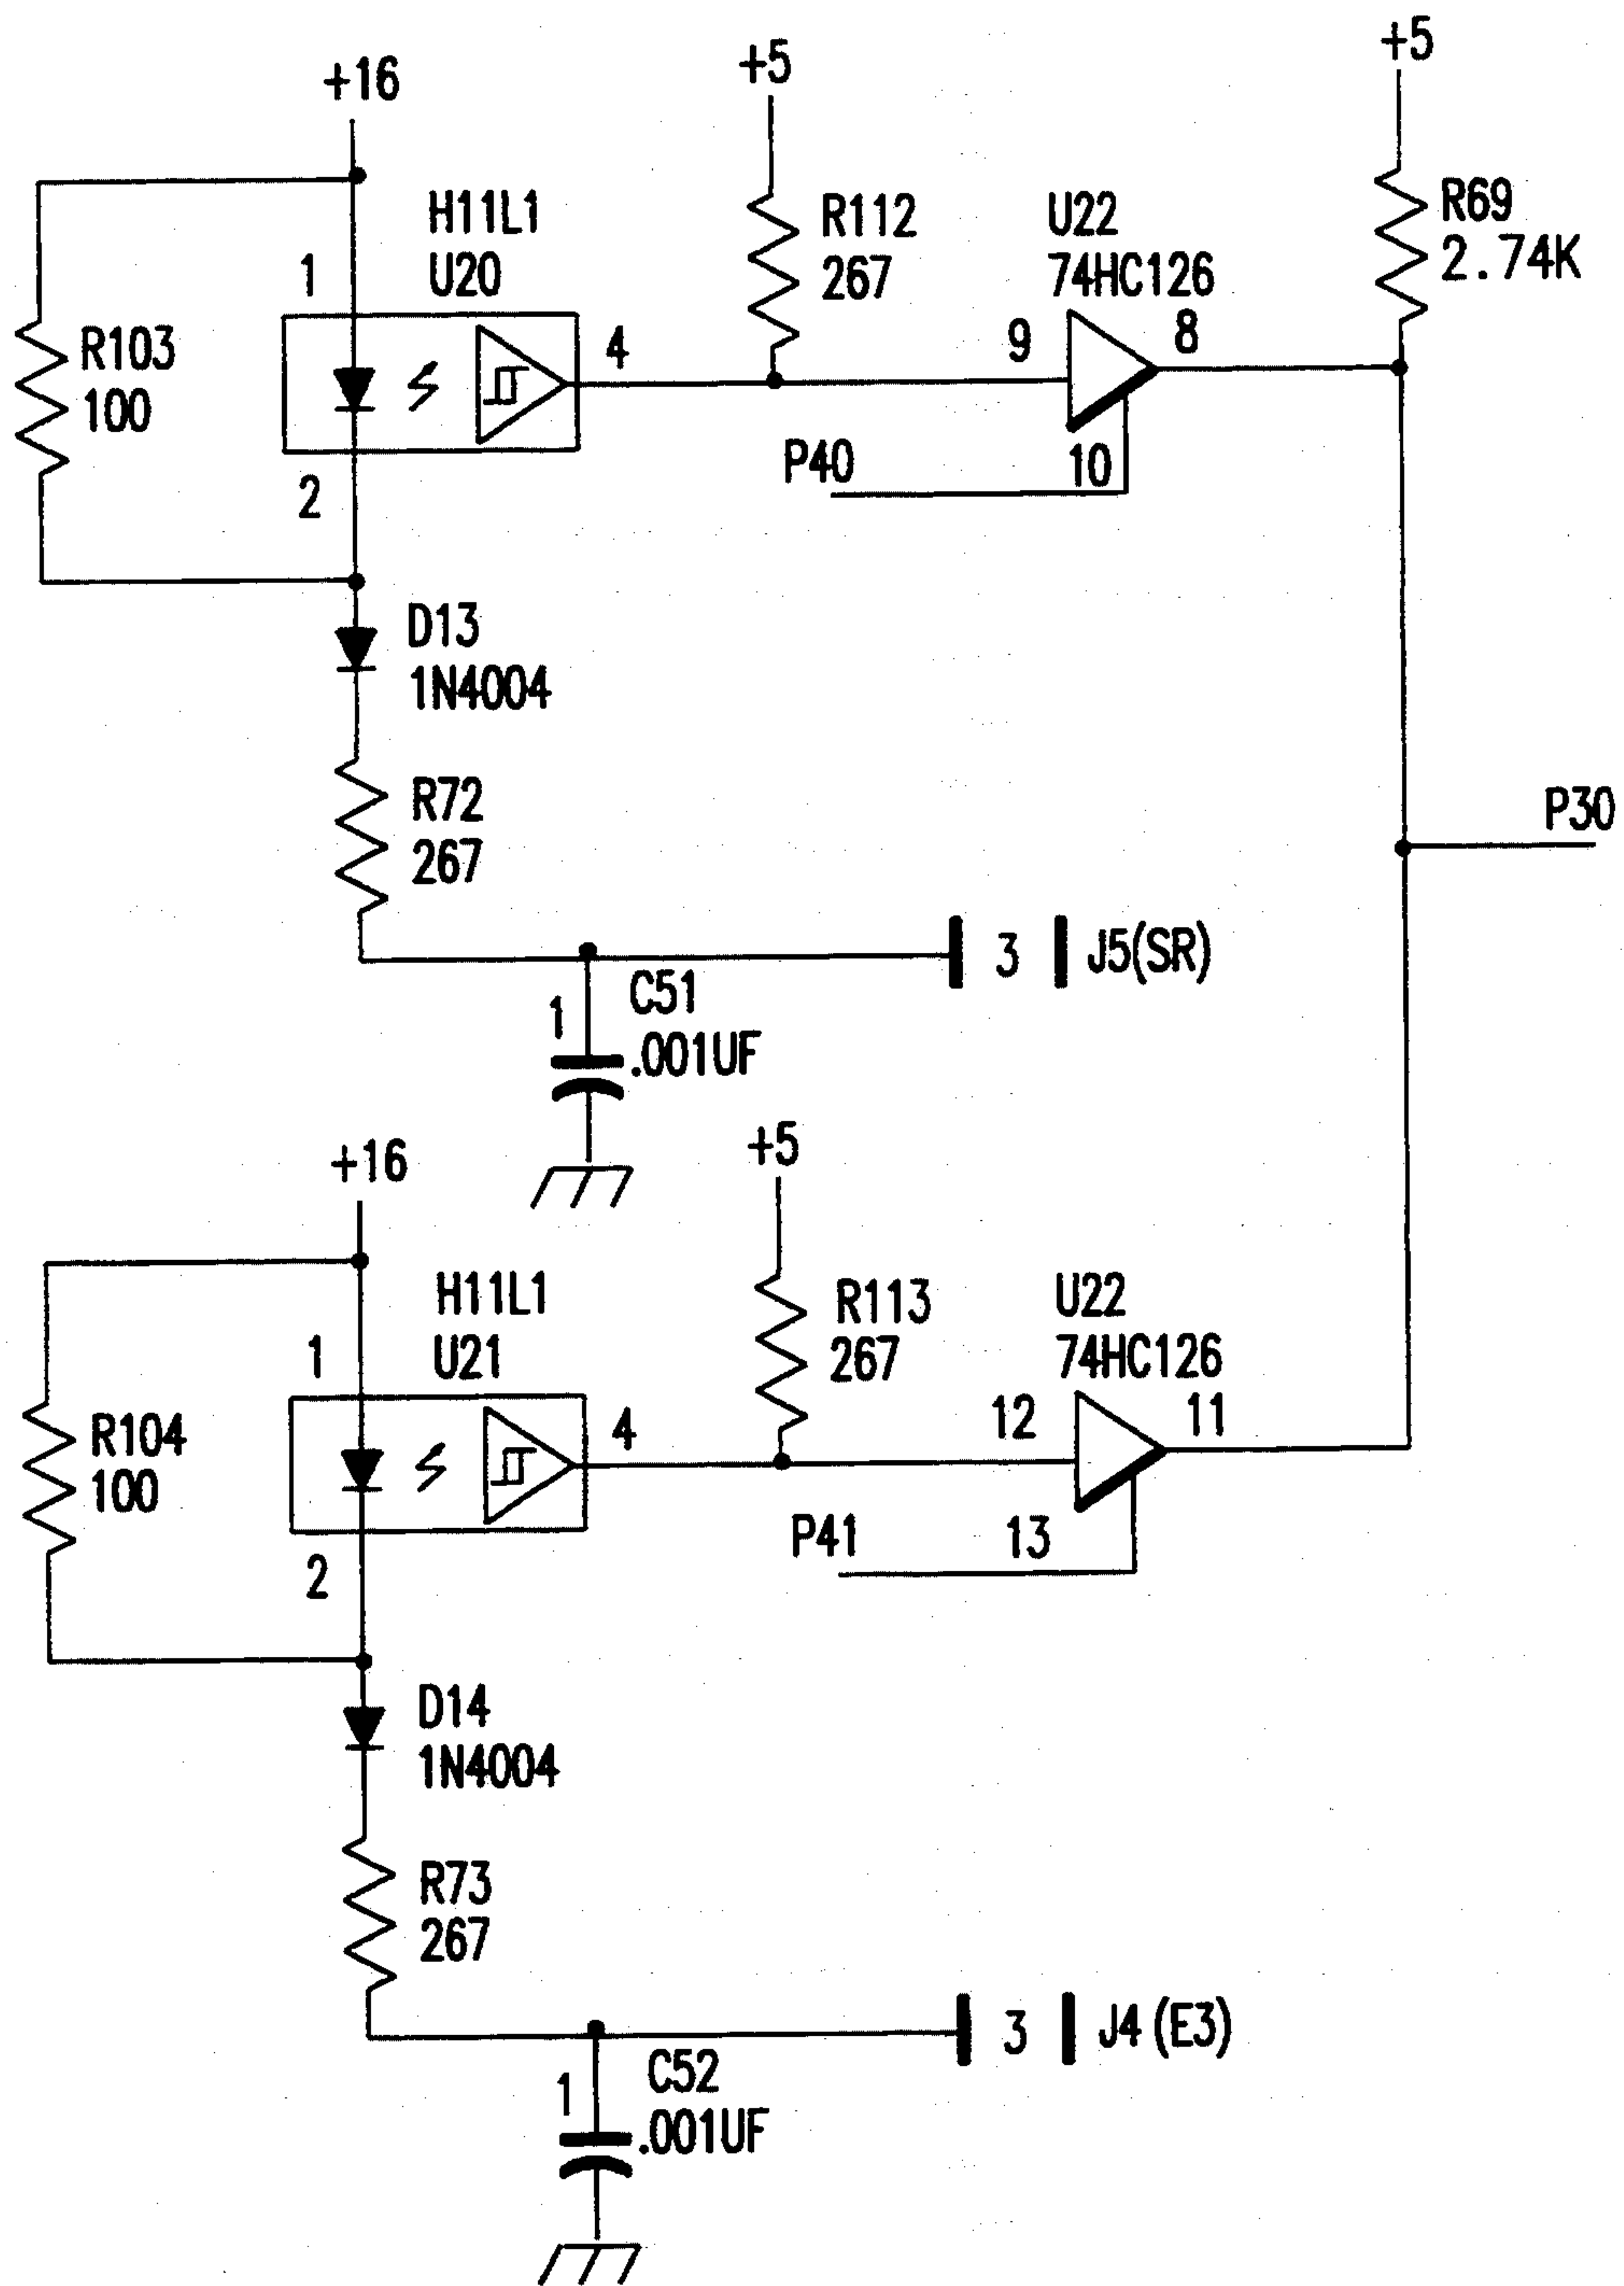 +5
+5
+16
H11L1
U20
R112
267
U22
74HC126
R69
2.74K
1
R103
100
4
9
8
P40
10
2
D13
1N4004
R72
267
P30
3
J5(SR)
1
C51
.001UF
+5
+16
H11L1
U21
R113
267
U22
74HC126
1
R104
100
4
12
11
P41
13
2
D14
1N4004
R73
267
3
J4 (E3)
1
C52
.001UF